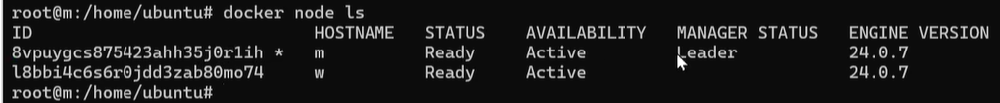 root@m:/home/ubuntu# docker node ls
ID HOSTNAME STATUS AVAILABILITY MANAGER STATUS ENGINE VERSION
8vpuygcs875423ahh35j0r1ih * m Ready Active Leader 24.0.7
l8bbi4c6s6r0jdd3zab80mo74 w Ready Active 24.0.7
root@m:/home/ubuntu#